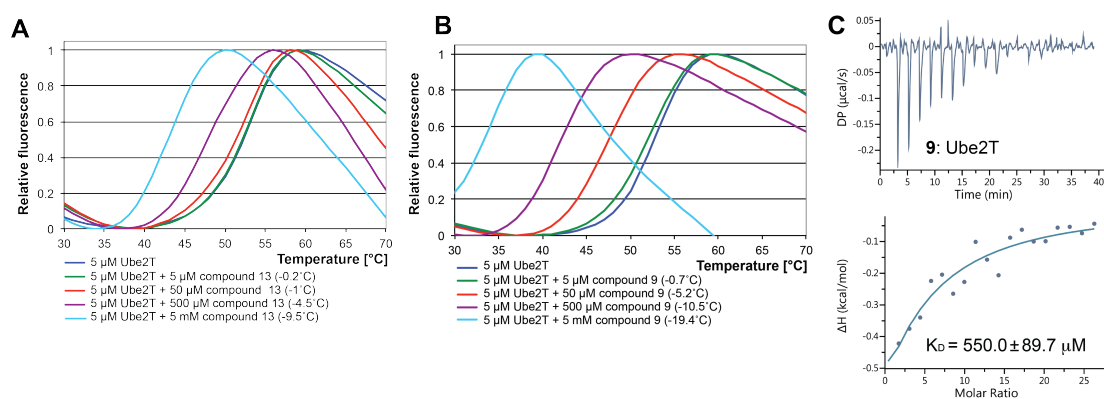 A
Relative fluorescence
1
0.8
0.6
0.4
0.2
0
30 35 40 45 50 55 60 65 70
Temperature [°C]
5 µM Ube2T
5 µM Ube2T + 5 µM compound 13 (-0.2°C)
5 µM Ube2T + 50 µM compound 13 (-1°C)
5 µM Ube2T + 500 µM compound 13 (-4.5°C)
5 µM Ube2T + 5 mM compound 13 (-9.5°C)
B
Relative fluorescence
1
0.8
0.6
0.4
0.2
0
30 35 40 45 50 55 60 65 70
Temperature [°C]
5 µM Ube2T
5 µM Ube2T + 5 µM compound 9 (-0.7°C)
5 µM Ube2T + 50 µM compound 9 (-5.2°C)
5 µM Ube2T + 500 µM compound 9 (-10.5°C)
5 µM Ube2T + 5 mM compound 9 (-19.4°C)
C
DP (µcal/s)
0.05
0
-0.05
-0.1
-0.15
-0.2
9: Ube2T
0 5 10 15 20 25 30 35 40
Time (min)
ΔH (kcal/mol)
-0.1
-0.2
-0.3
-0.4
-0.5
KD = 550.0±89.7 µM
0 5 10 15 20 25
Molar Ratio